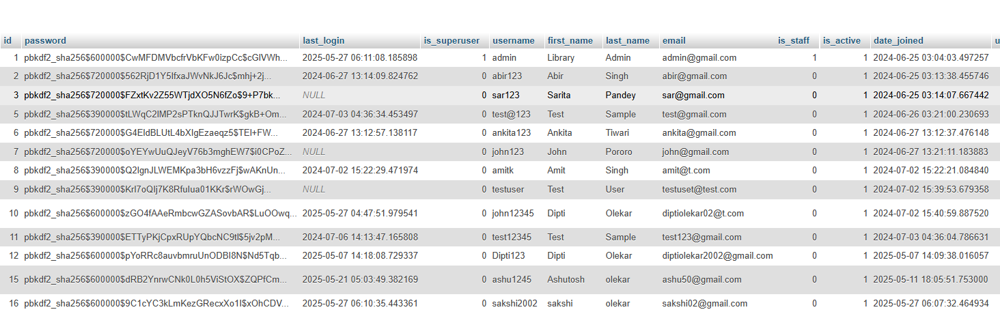 id password last_login is_superuser username first_name last_name email is_staff is_active date_joined u
1 pbkdf2_sha256$600000$CwMFDMVbcfrVbKFw0izpCc$cGlVWh... 2025-05-27 06:11:08.185898 1 admin Library Admin admin@gmail.com 1 1 2024-06-25 03:04:03.497257
2 pbkdf2_sha256$720000$562RjD1Y5IfxaJWvNkJ6Jc$mhj+2j... 2024-06-27 13:14:09.824762 0 abir123 Abir Singh abir@gmail.com 0 1 2024-06-25 03:13:38.455746
3 pbkdf2_sha256$720000$FZxtKv2Z55WTjdXO5N6fZo$9+P7bk... NULL 0 sar123 Sarita Pandey sar@gmail.com 0 1 2024-06-25 03:14:07.667442
5 pbkdf2_sha256$390000$tLWgC2lMP2sPTknQJJTwrK$gkB+Om... 2024-07-03 04:36:34.453497 0 test@123 Test Sample test@gmail.com 0 1 2024-06-26 03:21:00.230693
6 pbkdf2_sha256$720000$G4EIdBLUtL4bXIgEzaeqz5$TEI+FW... 2024-06-27 13:12:57.138117 0 ankita123 Ankita Tiwari ankita@gmail.com 0 1 2024-06-27 13:12:37.476148
7 pbkdf2_sha256$720000$oYEYwUuQJeyV76b3mghEW7$i0CPoZ... NULL 0 john123 John Pororo john@gmail.com 0 1 2024-06-27 13:21:11.183883
8 pbkdf2_sha256$390000$Q2lgnJLWEMKpa3bH6vzzFj$wAKnUn... 2024-07-02 15:22:29.471974 0 amitk Amit Singh amit@t.com 0 1 2024-07-02 15:22:21.084840
9 pbkdf2_sha256$390000$Krl7oQIj7K8Rfulua01KKr$rWOwGj... NULL 0 testuser Test User testuset@test.com 0 1 2024-07-02 15:39:53.679358
10 pbkdf2_sha256$600000$zGO4fAAeRmbcwGZASovbAR$LuOOwq... 2025-05-27 04:47:51.979541 0 john12345 Dipti Olekar diptiolekar02@t.com 0 1 2024-07-02 15:40:59.887520
11 pbkdf2_sha256$390000$ETTyPKjCpxRUpYQbcNC9tl$5jv2pM... 2024-07-06 14:13:47.165808 0 test12345 Test Sample test123@gmail.com 0 1 2024-07-03 04:36:04.786631
12 pbkdf2_sha256$600000$pYoRRc8auvbmruUnODBI8N$Nd5Tqb... 2025-05-07 14:18:08.729337 0 Dipti123 Dipti Olekar diptiolekar2002@gmail.com 0 1 2025-05-07 14:09:38.016057
15 pbkdf2_sha256$600000$dRB2YnrwCNk0L0h5ViStOX$ZQPfCm... 2025-05-21 05:03:49.382169 0 ashu1245 Ashutosh olekar ashu50@gmail.com 0 1 2025-05-11 18:05:51.753000
16 pbkdf2_sha256$600000$9C1cYC3kLmKezGRecxXo1I$xOhCDV... 2025-05-27 06:10:35.443361 0 sakshi2002 sakshi olekar sakshi02@gmail.com 0 1 2025-05-27 06:07:32.464934